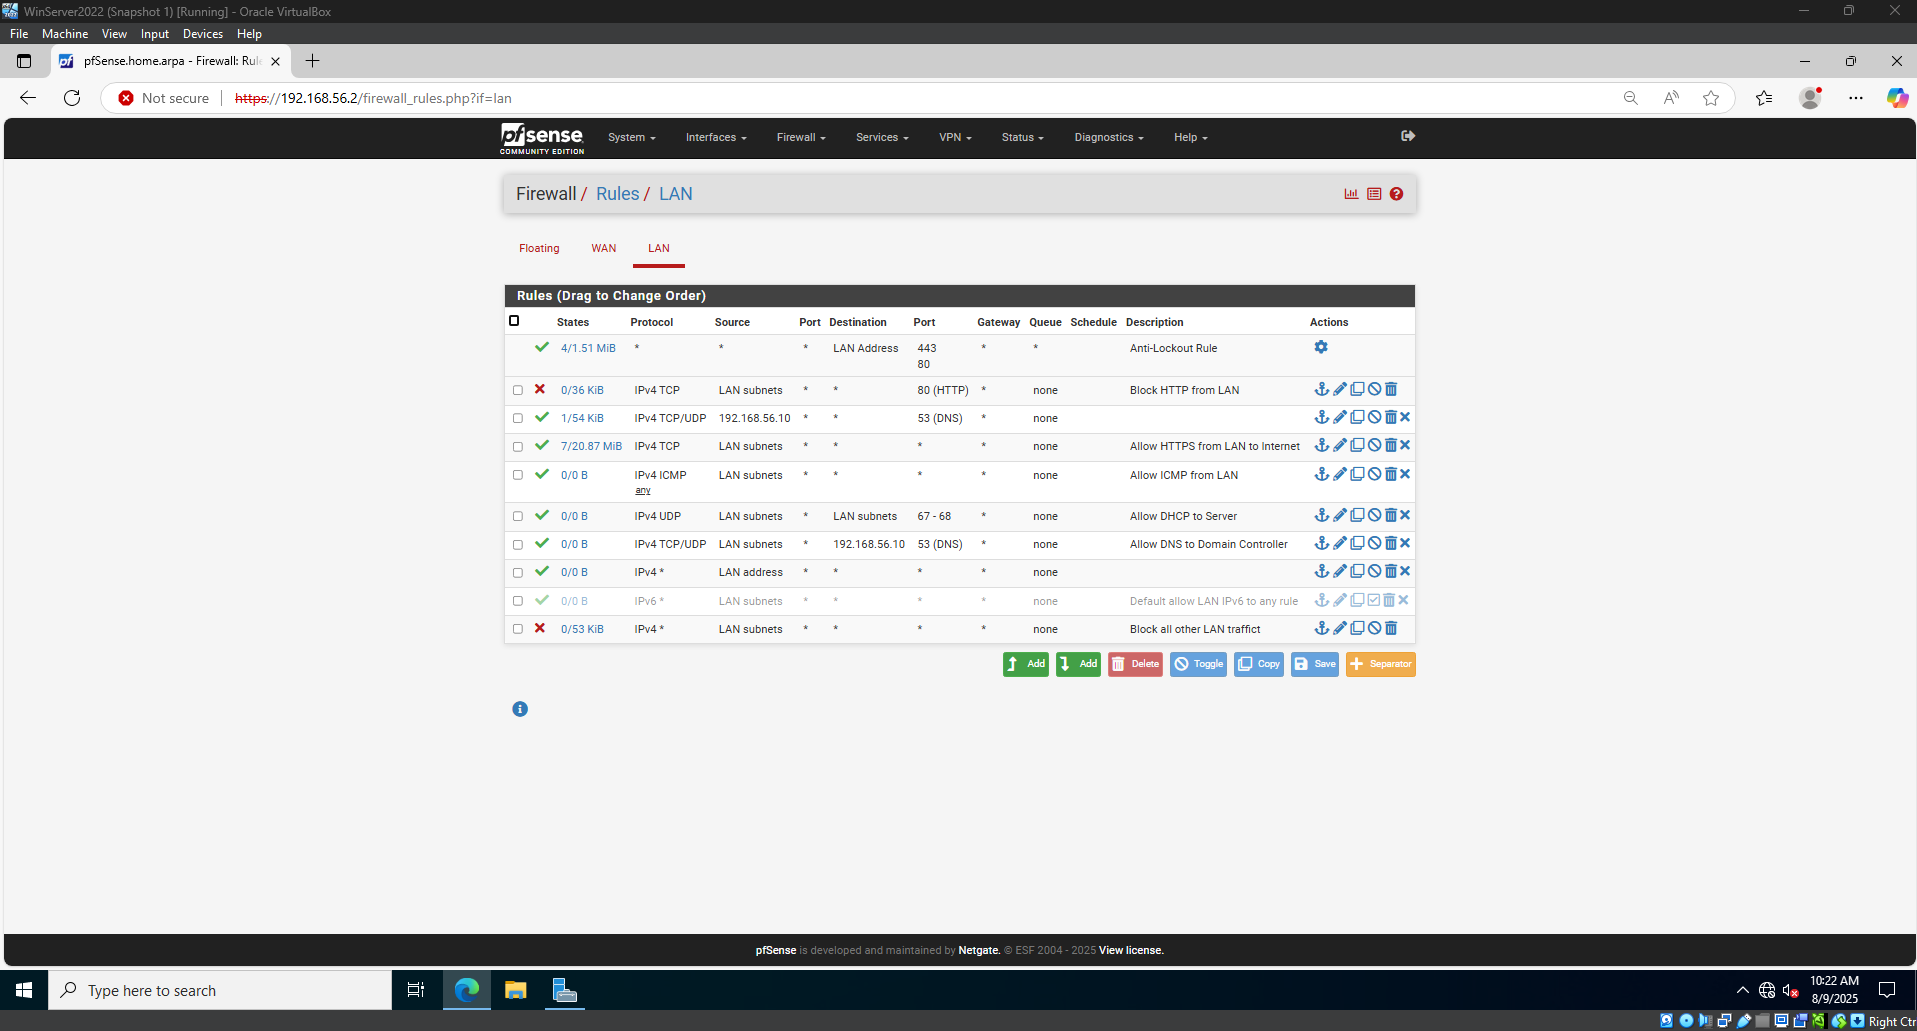 WinServer2022 (Snapshot 1) [Running] - Oracle VirtualBox
File Machine View Input Devices Help
pfSense.home.arpa - Firewall: Rul
Not secure https://192.168.56.2/firewall_rules.php?if=lan
pfsense COMMUNITY EDITION System Interfaces Firewall Services VPN Status Diagnostics Help
Firewall / Rules / LAN
Floating WAN LAN
Rules (Drag to Change Order)
States Protocol Source Port Destination Port Gateway Queue Schedule Description Actions
4/1.51 MiB * * * LAN Address 443 * * Anti-Lockout Rule
80
0/36 KiB IPv4 TCP LAN subnets * * 80 (HTTP) * none Block HTTP from LAN
1/54 KiB IPv4 TCP/UDP 192.168.56.10 * * 53 (DNS) * none
7/20.87 MiB IPv4 TCP LAN subnets * * * * none Allow HTTPS from LAN to Internet
0/0 B IPv4 ICMP LAN subnets * * * * none Allow ICMP from LAN
any
0/0 B IPv4 UDP LAN subnets * LAN subnets 67 - 68 * none Allow DHCP to Server
0/0 B IPv4 TCP/UDP LAN subnets * 192.168.56.10 53 (DNS) * none Allow DNS to Domain Controller
0/0 B IPv4 * LAN address * * * * none
0/0 B IPv6 * LAN subnets * * * * none Default allow LAN IPv6 to any rule
0/53 KiB IPv4 * LAN subnets * * * * none Block all other LAN traffict
Add Add Delete Toggle Copy Save Separator
pfSense is developed and maintained by Netgate. © ESF 2004 - 2025 View license.
Type here to search
10:22 AM
8/9/2025
Right Ctr